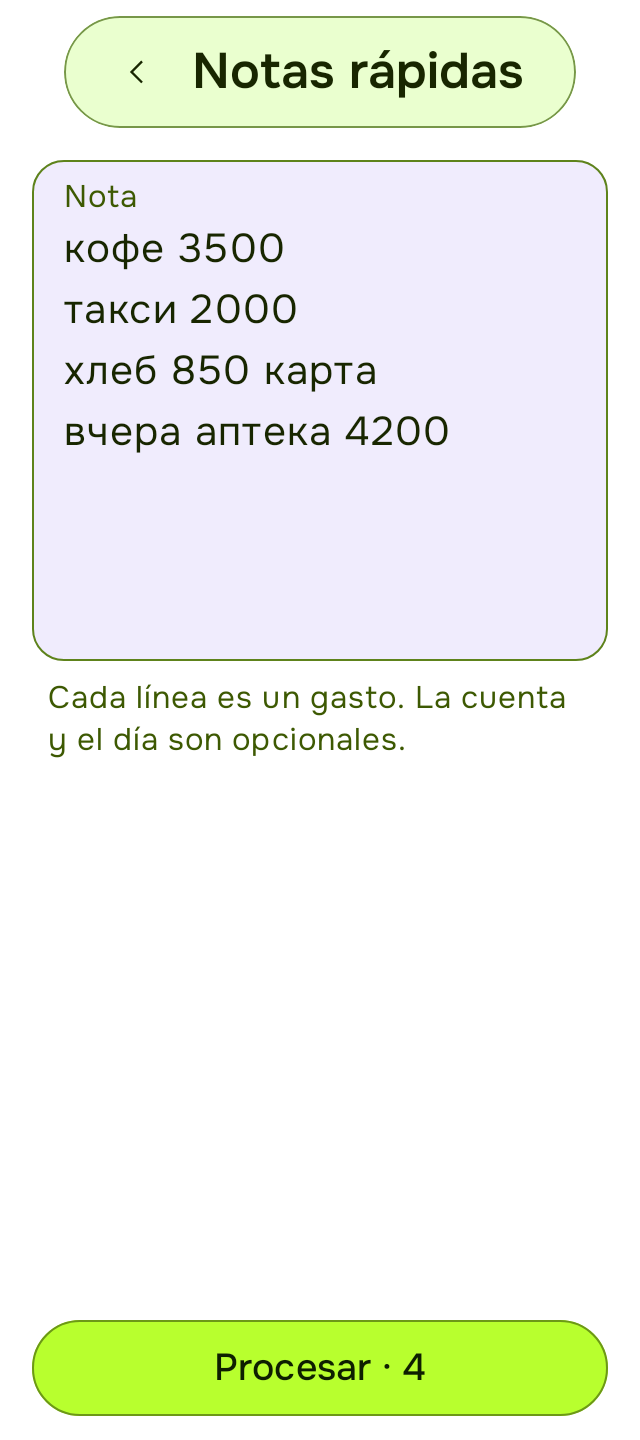 Notas rápidas
Nota
кофе 3500
такси 2000
хлеб 850 карта
вчера аптека 4200
Cada línea es un gasto. La cuenta
y el día son opcionales.
Procesar · 4